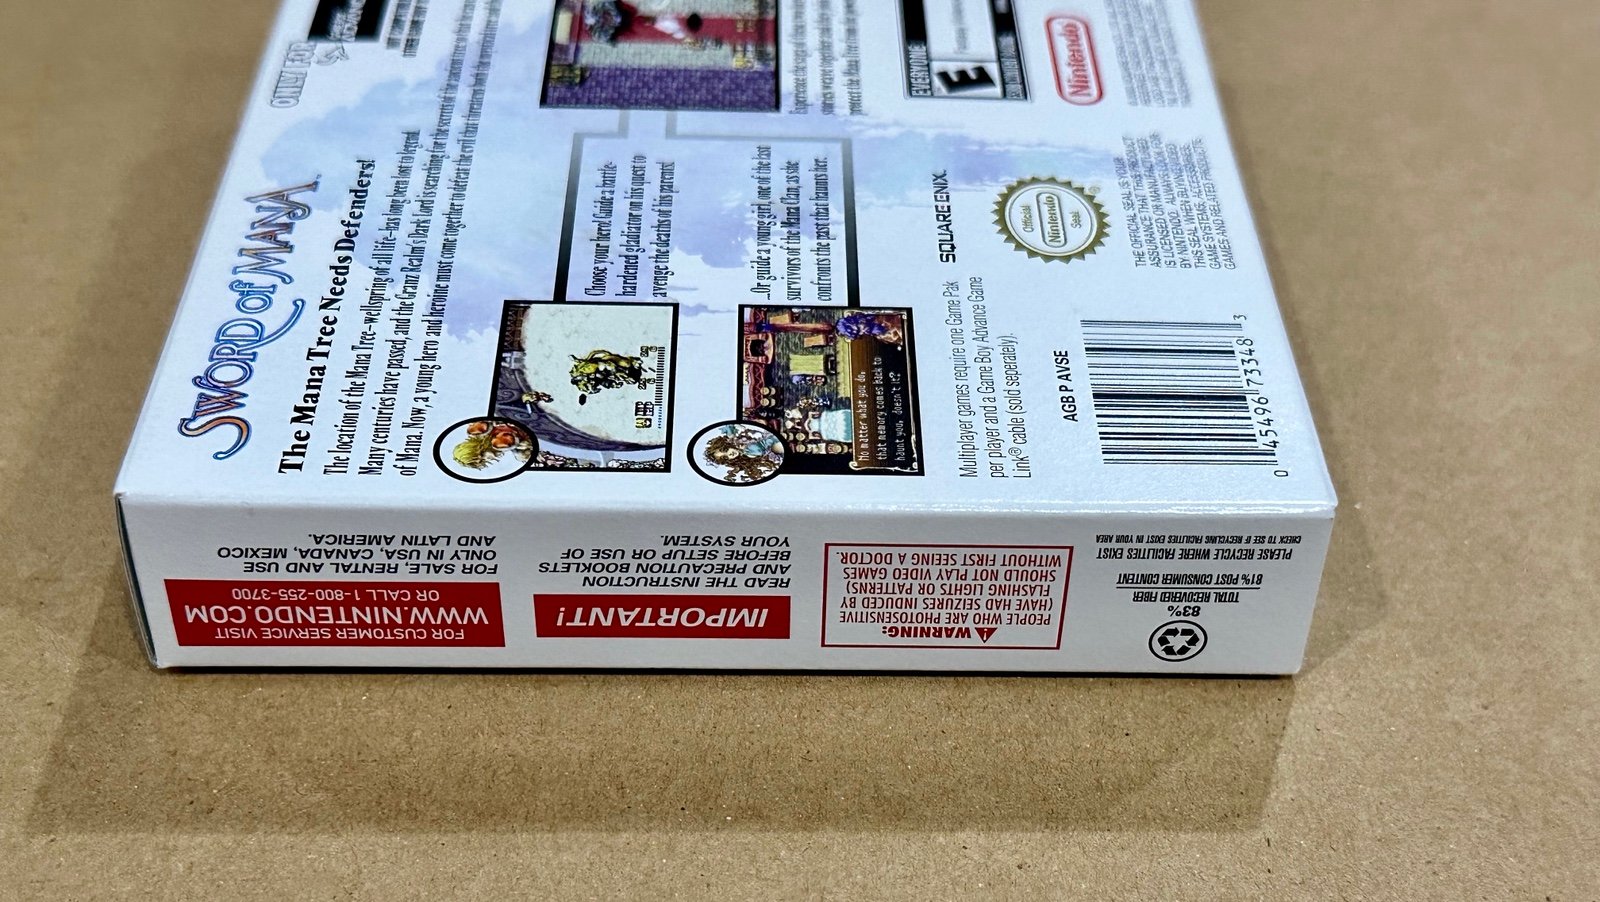 ONLY FOR
SWORD of MANA
The Mana Tree Needs Defenders!
The location of the Mana Tree–wellspring of all life–has long been lost to legend.
Many centuries have passed, and the Granz Realm's Dark Lord is searching for the secrets of the
of Mana. Now, a young hero and heroine must come together to defeat the evil that threatens
Choose your hero! Guide a battle-
hardened gladiator on his quest to
avenge the deaths of his parents!
...Or guide a young girl, one of the last
survivors of the Mana Clan, as she
confronts the past that haunts her.
No matter what you do,
that memory comes back to
haunt you, doesn't it?
Multiplayer games require one Game Pak
per player and a Game Boy Advance Game
Link® cable (sold seperately).
SQUARE ENIX.
EVERYONE
E
Nintendo
Official
Nintendo
Seal
THE OFFICIAL SEAL IS YOUR
ASSURANCE THAT THIS PRODUCT
IS LICENSED OR MANUFACTURED
BY NINTENDO. ALWAYS LOOK FOR
THIS SEAL WHEN BUYING VIDEO
GAME SYSTEMS, ACCESSORIES,
GAMES AND RELATED PRODUCTS.
AGB P AVSE
0 45496 73348 3
FOR CUSTOMER SERVICE VISIT
WWW.NINTENDO.COM
OR CALL 1-800-255-3700
FOR SALE, RENTAL AND USE
ONLY IN USA, CANADA, MEXICO
AND LATIN AMERICA.
IMPORTANT!
READ THE INSTRUCTION
AND PRECAUTION BOOKLETS
BEFORE SETUP OR USE OF
YOUR SYSTEM.
WARNING:
PEOPLE WHO ARE PHOTOSENSITIVE
(HAVE HAD SEIZURES INDUCED BY
FLASHING LIGHTS OR PATTERNS)
SHOULD NOT PLAY VIDEO GAMES
WITHOUT FIRST SEEING A DOCTOR.
83%
TOTAL RECOVERED FIBER
81% POST CONSUMER CONTENT
PLEASE RECYCLE WHERE FACILITIES EXIST
CHECK TO SEE IF RECYCLING FACILITIES EXIST IN YOUR AREA